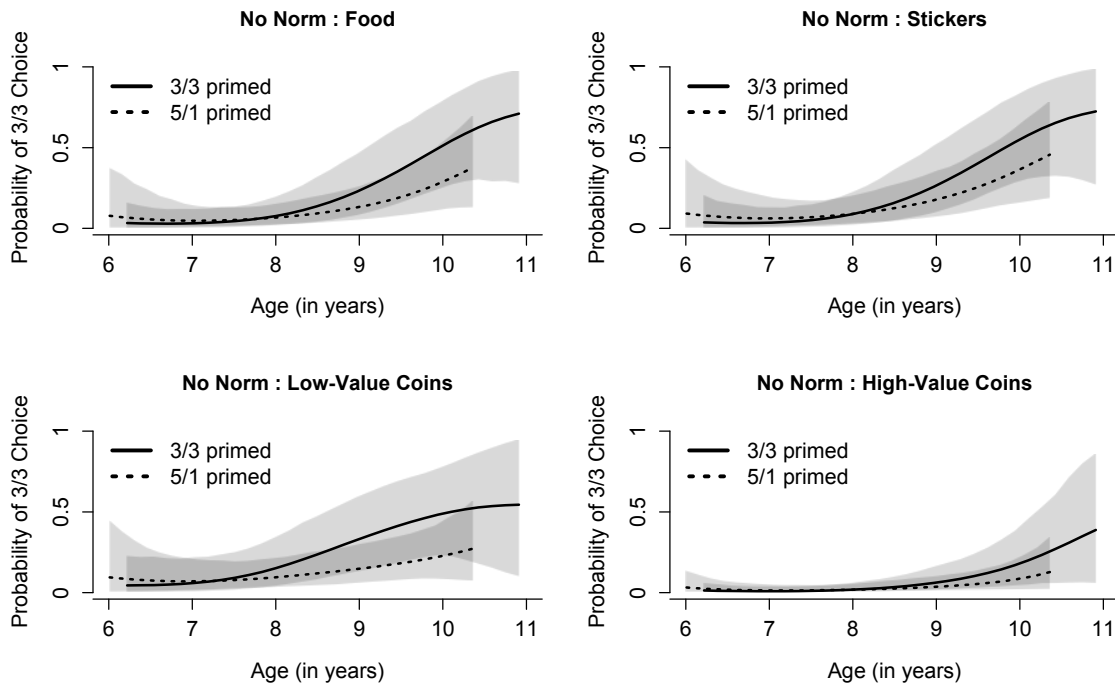 No Norm : Food
Probability of 3/3 Choice
1
0.5
0
3/3 primed
5/1 primed
6 7 8 9 10 11
Age (in years)
No Norm : Stickers
Probability of 3/3 Choice
1
0.5
0
3/3 primed
5/1 primed
6 7 8 9 10 11
Age (in years)
No Norm : Low-Value Coins
Probability of 3/3 Choice
1
0.5
0
3/3 primed
5/1 primed
6 7 8 9 10 11
Age (in years)
No Norm : High-Value Coins
Probability of 3/3 Choice
1
0.5
0
3/3 primed
5/1 primed
6 7 8 9 10 11
Age (in years)